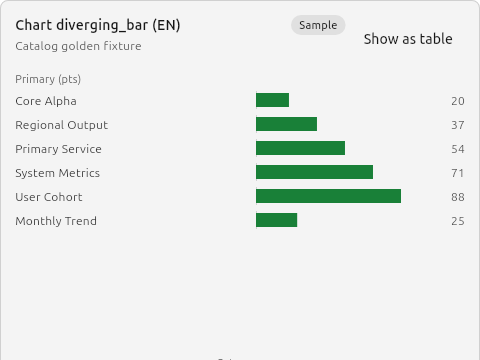 Chart diverging_bar (EN)
Sample
Show as table
Catalog golden fixture
Primary (pts)
Core Alpha 20
Regional Output 37
Primary Service 54
System Metrics 71
User Cohort 88
Monthly Trend 25